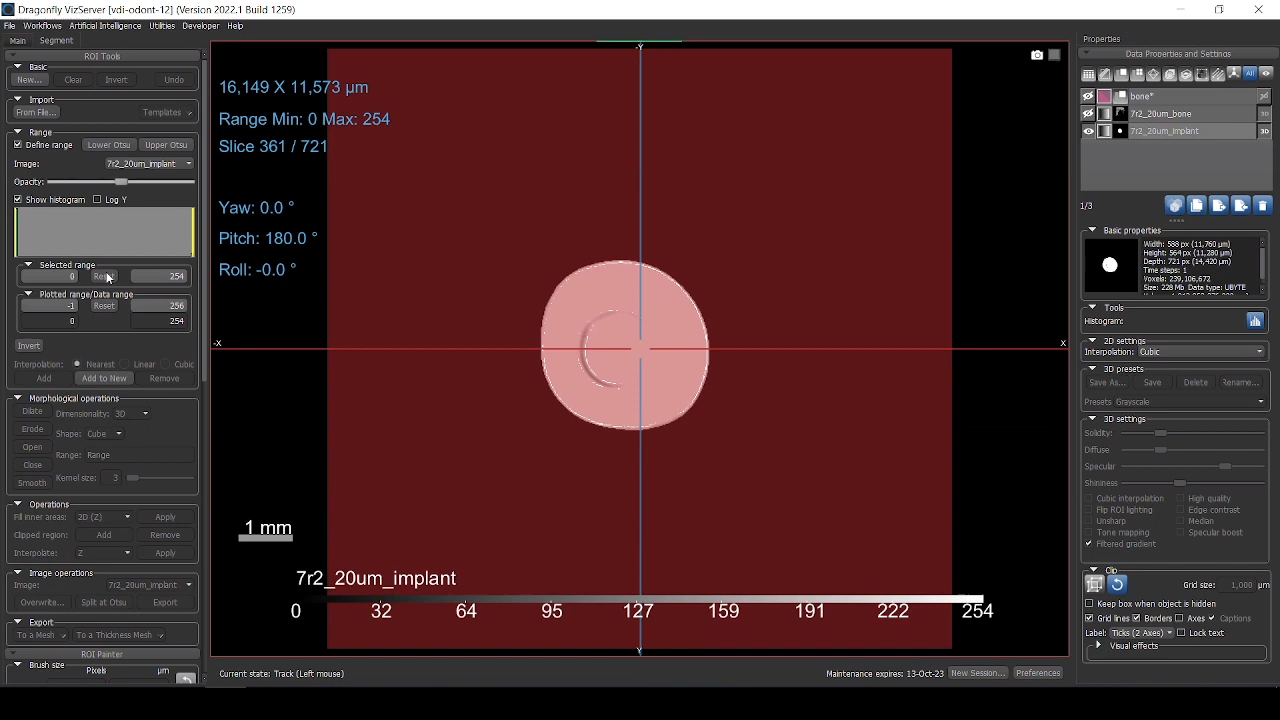 Dragonfly VizServer [vdi-odont-12] (Version 2022.1 Build 1259)
File Workflows Artificial Intelligence Utilities Developer Help
Main Segment
ROI Tools
Basic
New... Clear Invert Undo
Import
From File... Templates
Range
Define range Lower Otsu Upper Otsu
Image: 7r2_20um_implant
Opacity:
Show histogram Log Y
Selected range
0 Reset 254
Plotted range/Data range
-1 Reset 256
0 254
Invert
Interpolation: Nearest Linear Cubic
Add Add to New Remove
Morphological operations
Dilate Dimensionality: 3D
Erode Shape: Cube
Open Range: Range
Close
Smooth Kernel size: 3
Operations
Fill inner areas: 2D (Z) Apply
Clipped region: Add Remove
Interpolate: Z Apply
Image operations
Image: 7r2_20um_implant
Overwrite... Split at Otsu Export
Export
To a Mesh To a Thickness Mesh
ROI Painter
Brush size
Pixels µm
16,149 X 11,573 µm
Range Min: 0 Max: 254
Slice 361 / 721
Yaw: 0.0 °
Pitch: 180.0 °
Roll: -0.0 °
-Y
-X
X
Y
1 mm
7r2_20um_implant
0 32 64 95 127 159 191 222 254
Current state: Track (Left mouse)
Maintenance expires: 13-Oct-23 New Session... Preferences
Properties
Data Properties and Settings
All
bone*
7r2_20um_bone 3D
7r2_20um_implant 3D
1/3
Basic properties
Width: 588 px (11,760 µm)
Height: 564 px (11,280 µm)
Depth: 721 px (14,420 µm)
Time steps: 1
Voxels: 239,106,672
Size: 228 Mb Data type: UBYTE
Tools
Histogram:
2D settings
Interpolation: Cubic
3D presets
Save As... Save Delete Rename...
Presets Grayscale
3D settings
Solidity:
Diffuse
Specular
Shininess
Cubic interpolation High quality
Flip ROI lighting Edge contrast
Unsharp Median
Tone mapping Specular boost
Filtered gradient
Clip
Grid size: 1,000 µm
Keep box when object is hidden
Grid lines Borders Axes Captions
Label: Ticks (2 Axes) Lock text
Visual effects